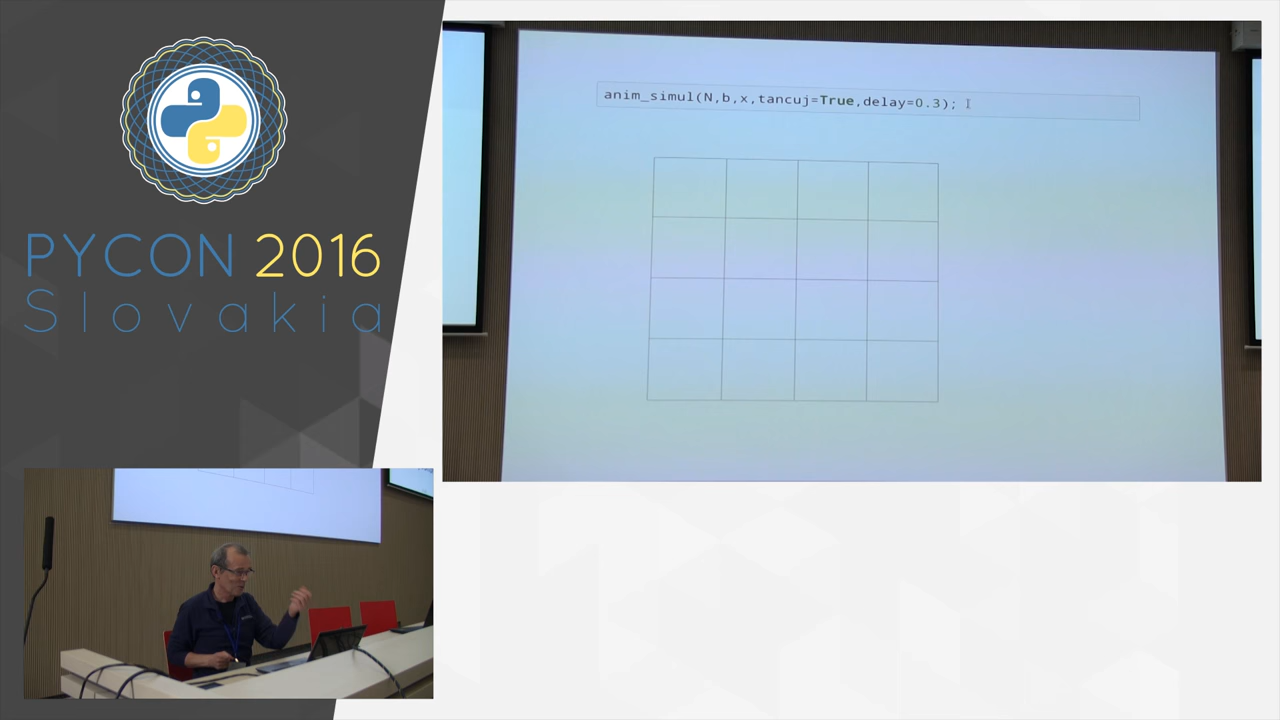 PYCON 2016
Slovakia
anim_simul(N,b,x,tancuj=True,delay=0.3);